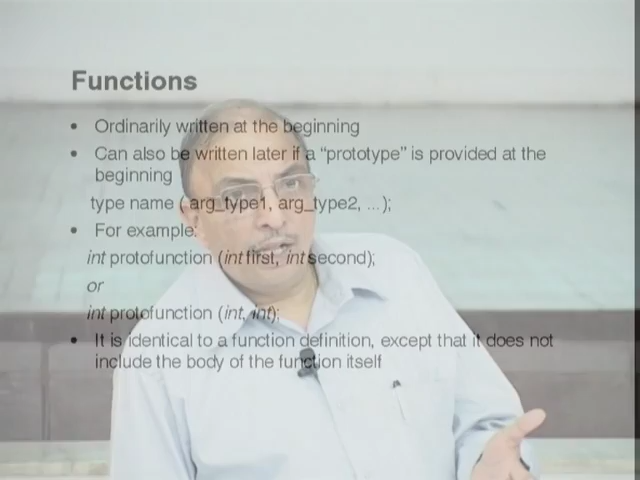 Functions
• Ordinarily written at the beginning
• Can also be written later if a “prototype” is provided at the
beginning
type name ( arg_type1, arg_type2, ...);
• For example:
int protofunction (int first, int second);
or
int protofunction (int, int);
• It is identical to a function definition, except that it does not
include the body of the function itself